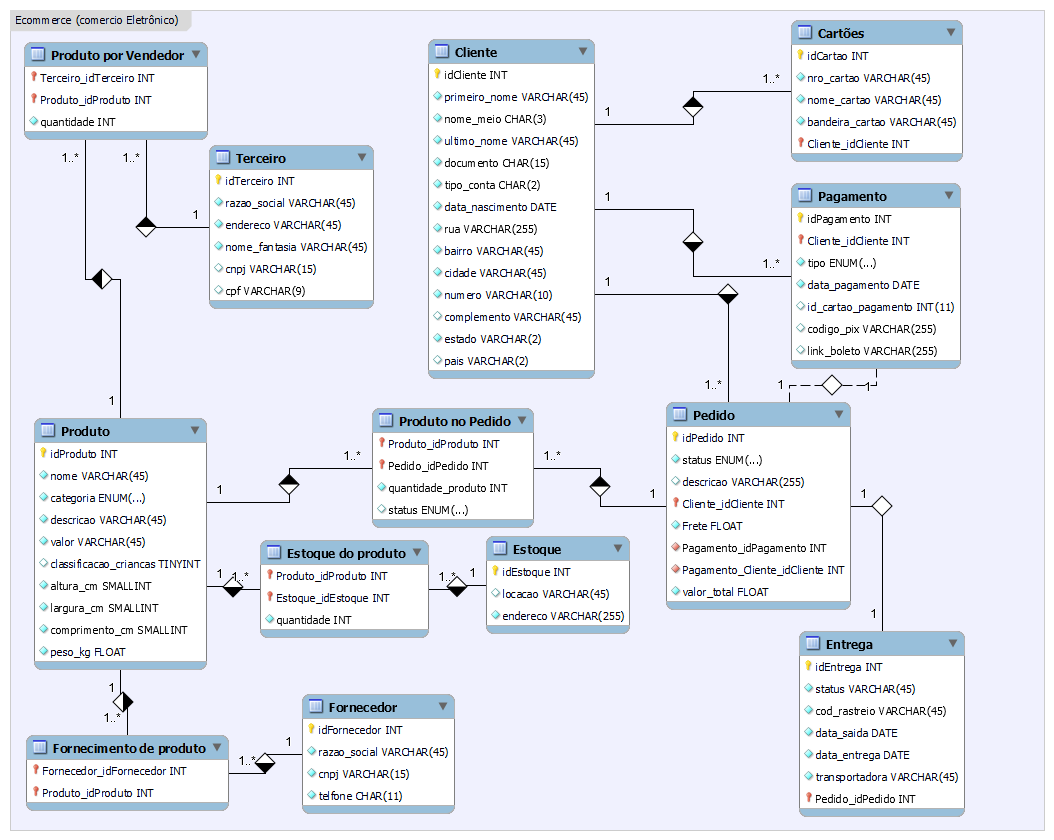 Ecommerce (comercio Eletrônico)
Produto por Vendedor
Terceiro_idTerceiro INT
Produto_idProduto INT
quantidade INT
1..*
1..*
Terceiro
idTerceiro INT
razao_social VARCHAR(45)
endereco VARCHAR(45)
nome_fantasia VARCHAR(45)
cnpj VARCHAR(15)
cpf VARCHAR(9)
1
1
Cliente
idCliente INT
primeiro_nome VARCHAR(45)
nome_meio CHAR(3)
ultimo_nome VARCHAR(45)
documento CHAR(15)
tipo_conta CHAR(2)
data_nascimento DATE
rua VARCHAR(255)
bairro VARCHAR(45)
cidade VARCHAR(45)
numero VARCHAR(10)
complemento VARCHAR(45)
estado VARCHAR(2)
pais VARCHAR(2)
1
1..*
1
1..*
1
1..*
Cartões
idCartao INT
nro_cartao VARCHAR(45)
nome_cartao VARCHAR(45)
bandeira_cartao VARCHAR(45)
Cliente_idCliente INT
Pagamento
idPagamento INT
Cliente_idCliente INT
tipo ENUM(...)
data_pagamento DATE
id_cartao_pagamento INT(11)
codigo_pix VARCHAR(255)
link_boleto VARCHAR(255)
1
1
Produto
idProduto INT
nome VARCHAR(45)
categoria ENUM(...)
descricao VARCHAR(45)
valor VARCHAR(45)
classificacao_criancas TINYINT
altura_cm SMALLINT
largura_cm SMALLINT
comprimento_cm SMALLINT
peso_kg FLOAT
1
1..*
Produto no Pedido
Produto_idProduto INT
Pedido_idPedido INT
quantidade_produto INT
status ENUM(...)
1..*
1
Pedido
idPedido INT
status ENUM(...)
descricao VARCHAR(255)
Cliente_idCliente INT
Frete FLOAT
Pagamento_idPagamento INT
Pagamento_Cliente_idCliente INT
valor_total FLOAT
1
1
1
1..*
Estoque do produto
Produto_idProduto INT
Estoque_idEstoque INT
quantidade INT
1..*
1
Estoque
idEstoque INT
locacao VARCHAR(45)
endereco VARCHAR(255)
Entrega
idEntrega INT
status VARCHAR(45)
cod_rastreio VARCHAR(45)
data_saida DATE
data_entrega DATE
transportadora VARCHAR(45)
Pedido_idPedido INT
1
1..*
Fornecimento de produto
Fornecedor_idFornecedor INT
Produto_idProduto INT
1..*
1
Fornecedor
idFornecedor INT
razao_social VARCHAR(45)
cnpj VARCHAR(15)
telfone CHAR(11)